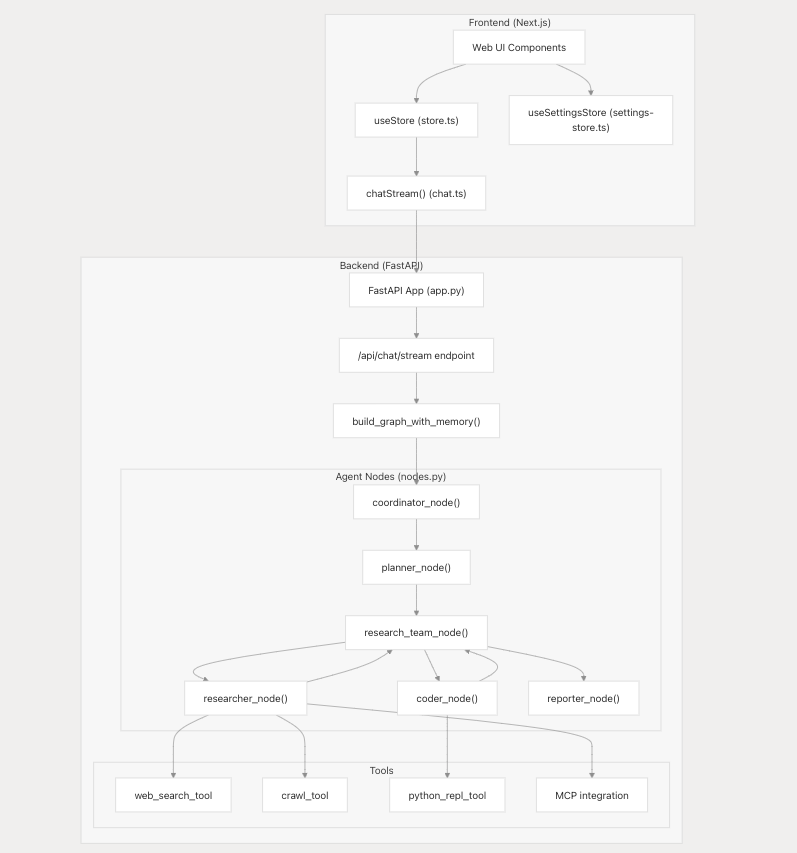 Frontend (Next.js)
Web UI Components
useStore (store.ts)
useSettingsStore (settings-
store.ts)
chatStream() (chat.ts)
Backend (FastAPI)
FastAPI App (app.py)
/api/chat/stream endpoint
build_graph_with_memory()
Agent Nodes (nodes.py)
coordinator_node()
planner_node()
research_team_node()
researcher_node()
coder_node()
reporter_node()
Tools
web_search_tool
crawl_tool
python_repl_tool
MCP integration